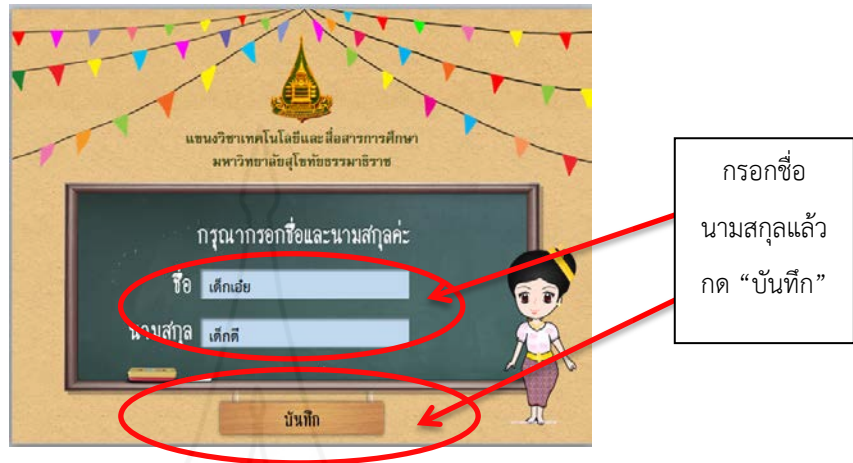 แขนงวิชาเทคโนโลยีและสื่อสารการศึกษา
มหาวิทยาลัยสุโขทัยธรรมาธิราช
กรุณากรอกชื่อและนามสกุลค่ะ
ชื่อ เด็กเอ๋ย
นามสกุล เด็กดี
บันทึก
กรอกชื่อ
นามสกุลแล้ว
กด “บันทึก”